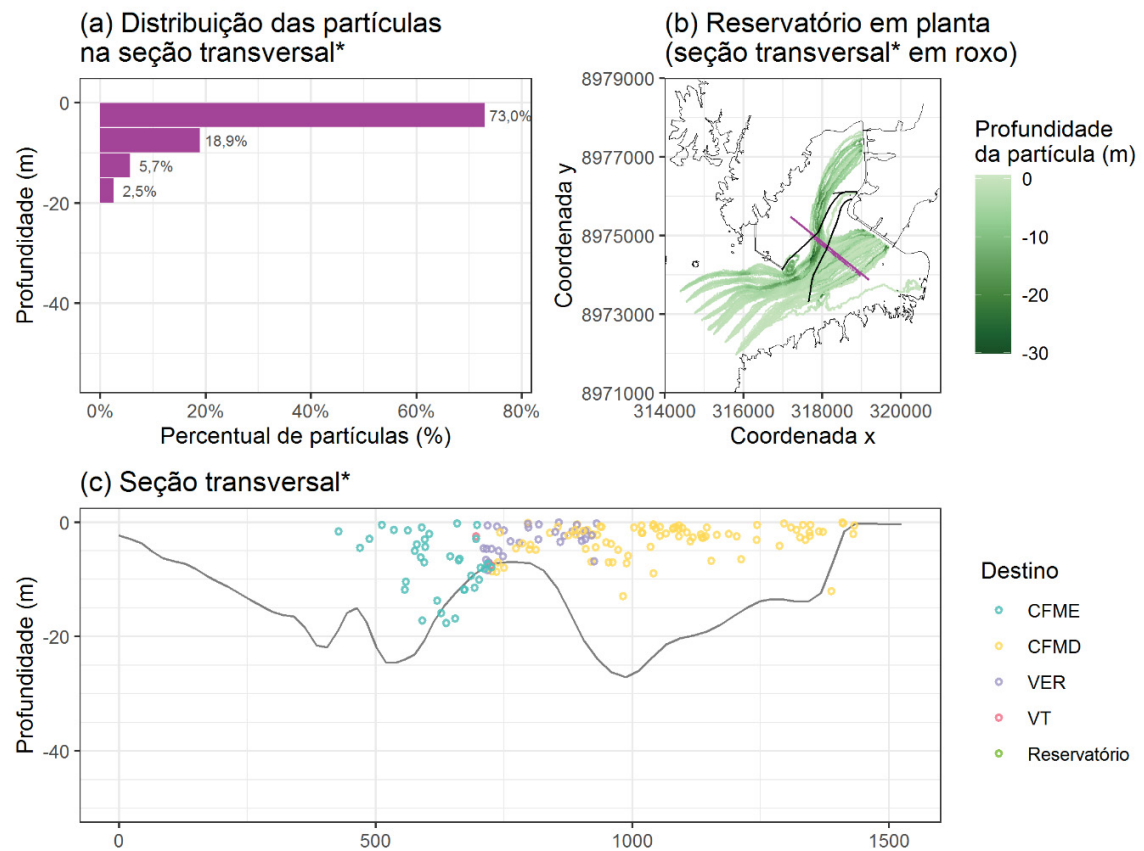 (a) Distribuição das partículas
na seção transversal*
0
-20
-40
Profundidade (m)
73,0%
18,9%
5,7%
2,5%
0%
20%
40%
60%
80%
Percentual de partículas (%)
(b) Reservatório em planta
(seção transversal* em roxo)
8979000
8977000
8975000
8973000
8971000
Coordenada y
314000
316000
318000
320000
Coordenada x
Profundidade
da partícula (m)
0
-10
-20
-30
(c) Seção transversal*
0
-20
-40
Profundidade (m)
0
500
1000
1500
Destino
CFME
CFMD
VER
VT
Reservatório